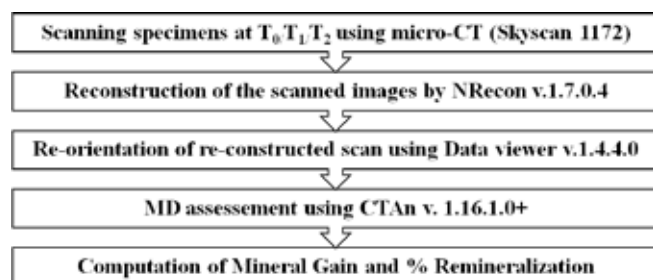 Scanning specimens at T₀,T₁,T₂ using micro-CT (Skyscan 1172)
Reconstruction of the scanned images by NRecon v.1.7.0.4
Re-orientation of re-constructed scan using Data viewer v.1.4.4.0
MD assessement using CTAn v. 1.16.1.0+
Computation of Mineral Gain and % Remineralization